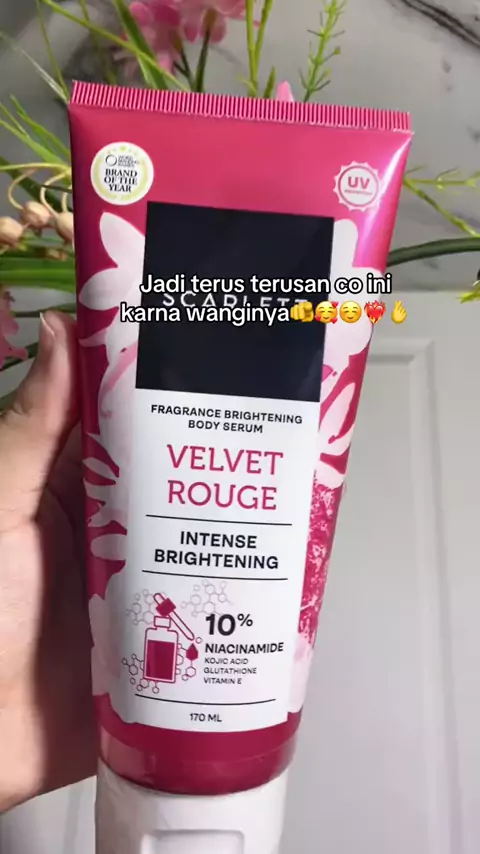 BRAND
OF THE
YEAR
UV
Jadi terus terusan co ini
karna wanginya🫵🥰☺️❤️‍🔥🫰
SCARLETT
FRAGRANCE BRIGHTENING
BODY SERUM
VELVET
ROUGE
INTENSE
BRIGHTENING
10%
NIACINAMIDE
KOJIC ACID
GLUTATHIONE
VITAMIN E
170 ML